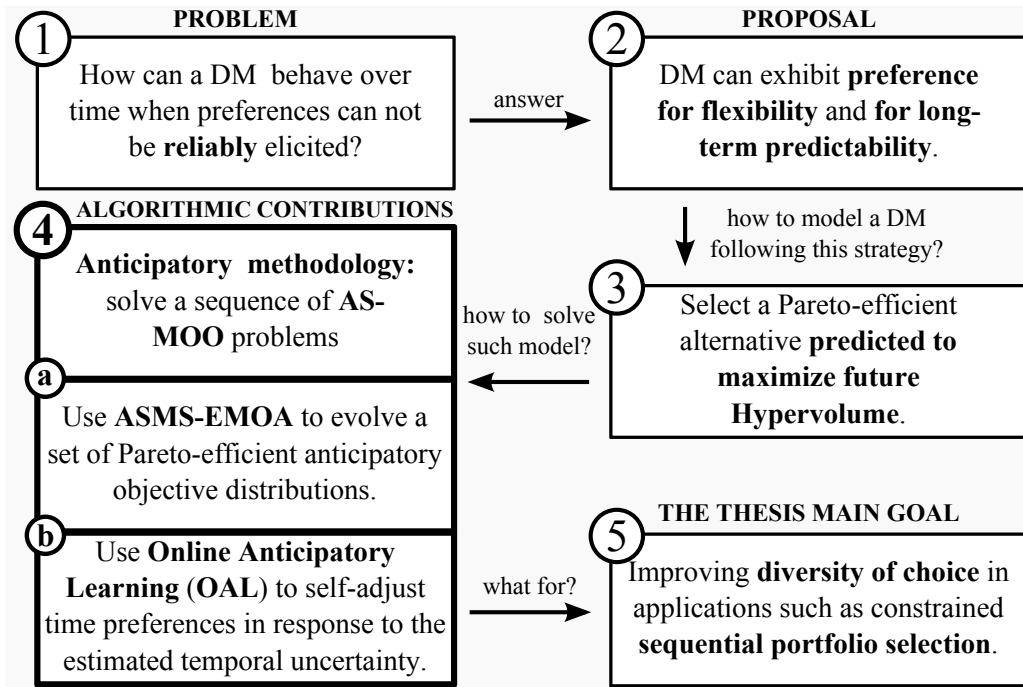 PROBLEM
1
How can a DM behave over
time when preferences can not
be reliably elicited?
answer
PROPOSAL
2
DM can exhibit preference
for flexibility and for long-
term predictability.
how to model a DM
following this strategy?
3
Select a Pareto-efficient
alternative predicted to
maximize future
Hypervolume.
how to solve
such model?
ALGORITHMIC CONTRIBUTIONS
4
Anticipatory methodology:
solve a sequence of AS-
MOO problems
a
Use ASMS-EMOA to evolve a
set of Pareto-efficient anticipatory
objective distributions.
b
Use Online Anticipatory
Learning (OAL) to self-adjust
time preferences in response to the
estimated temporal uncertainty.
what for?
THE THESIS MAIN GOAL
5
Improving diversity of choice in
applications such as constrained
sequential portfolio selection.